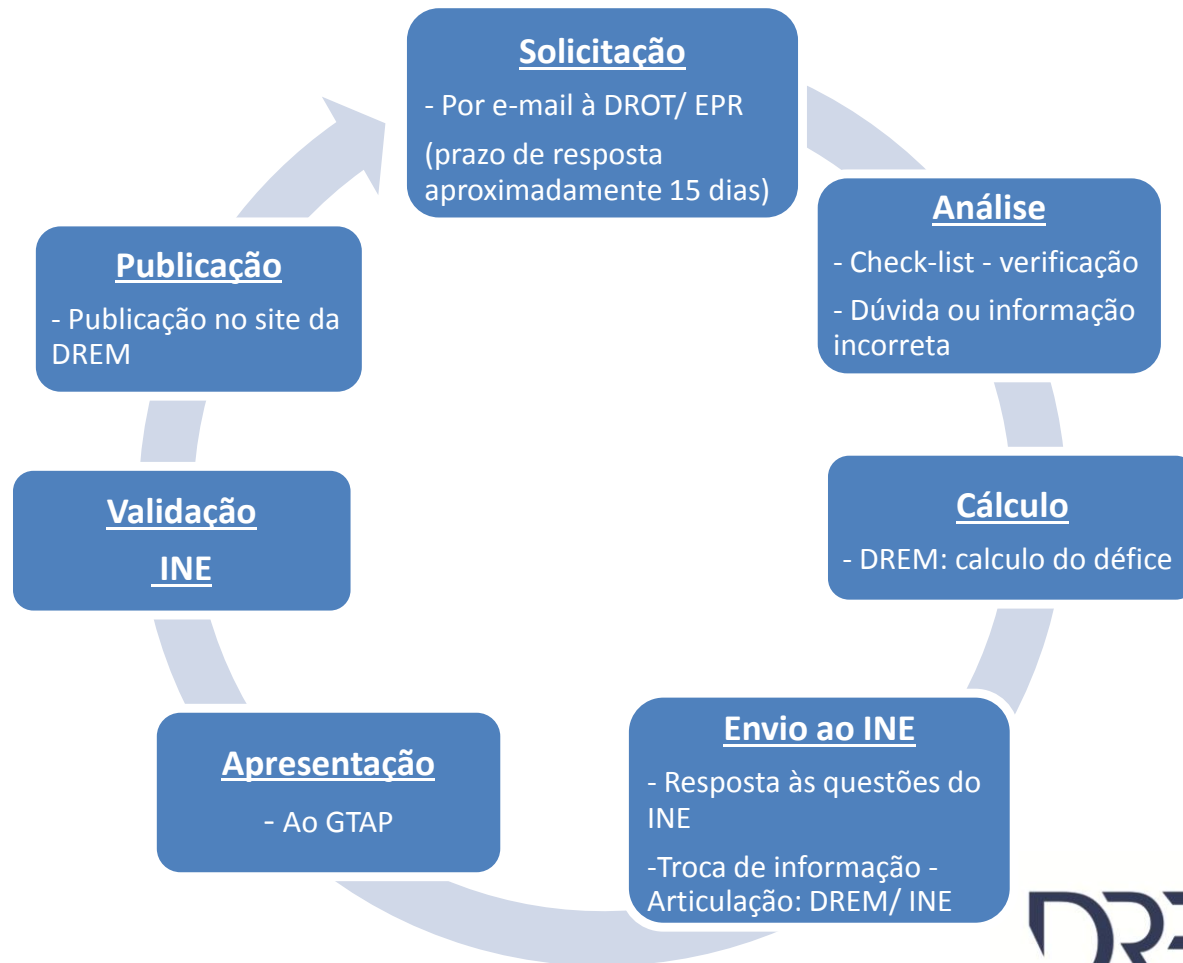 Solicitação
- Por e-mail à DROT/ EPR
(prazo de resposta
aproximadamente 15 dias)
Análise
- Check-list - verificação
- Dúvida ou informação
incorreta
Cálculo
- DREM: calculo do défice
Envio ao INE
- Resposta às questões do
INE
-Troca de informação -
Articulação: DREM/ INE
Apresentação
- Ao GTAP
Validação
INE
Publicação
- Publicação no site da
DREM